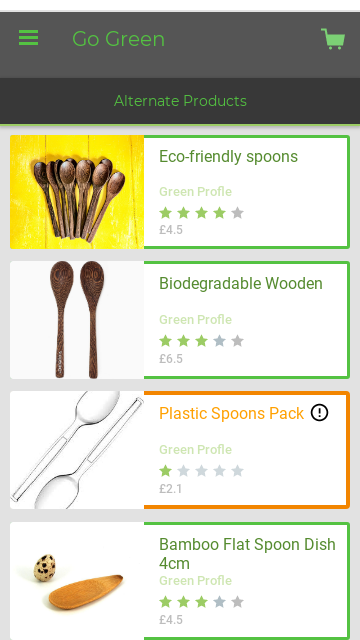 Go Green
Alternate Products
Eco-friendly spoons
Green Profle
£4.5
Biodegradable Wooden
Green Profle
£6.5
Plastic Spoons Pack
Green Profle
£2.1
Bamboo Flat Spoon Dish
4cm
Green Profle
£4.5